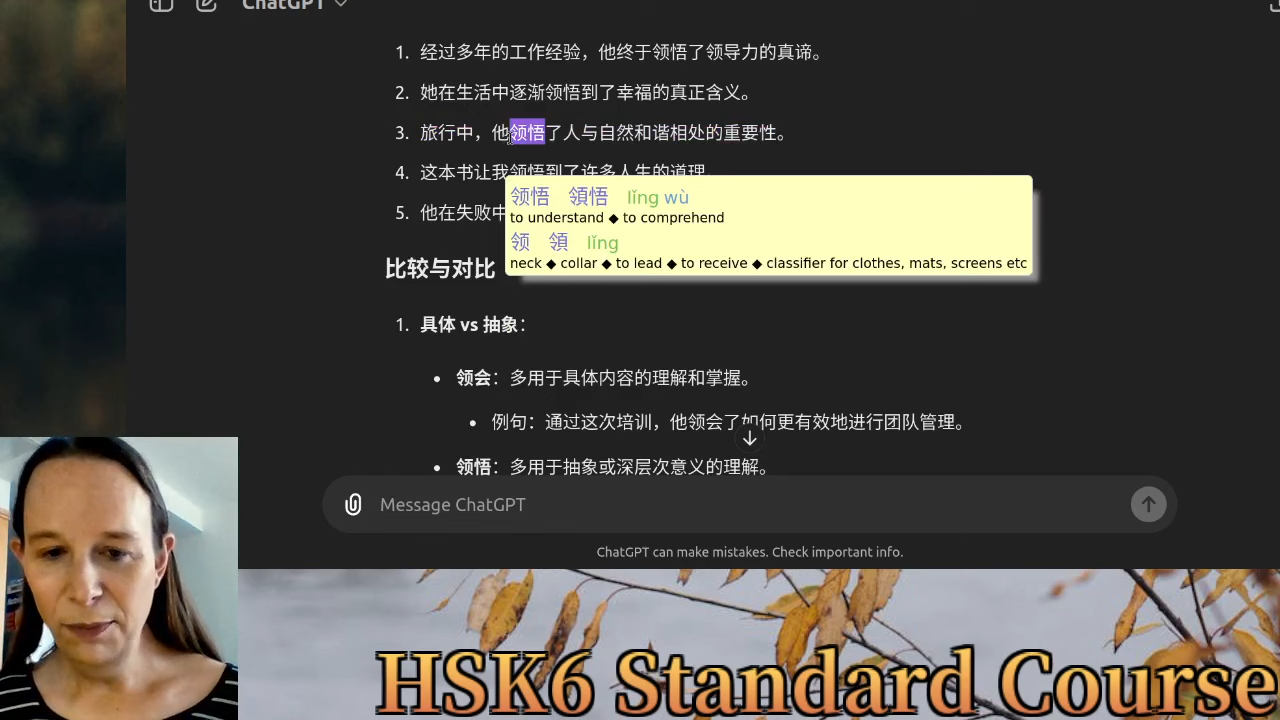 ChatGPT
1. 经过多年的工作经验，他终于领悟了领导力的真谛。
2. 她在生活中逐渐领悟到了幸福的真正含义。
3. 旅行中，他领悟了人与自然和谐相处的重要性。
4. 这本书让我领悟到了许多人生的道理
5. 他在失败中
领悟 領悟 lǐng wù
to understand ◆ to comprehend
领 領 lǐng
neck ◆ collar ◆ to lead ◆ to receive ◆ classifier for clothes, mats, screens etc
比较与对比
1. 具体 vs 抽象：
• 领会：多用于具体内容的理解和掌握。
• 例句：通过这次培训，他领会了如何更有效地进行团队管理。
• 领悟：多用于抽象或深层次意义的理解。
Message ChatGPT
ChatGPT can make mistakes. Check important info.
HSK6 Standard Course